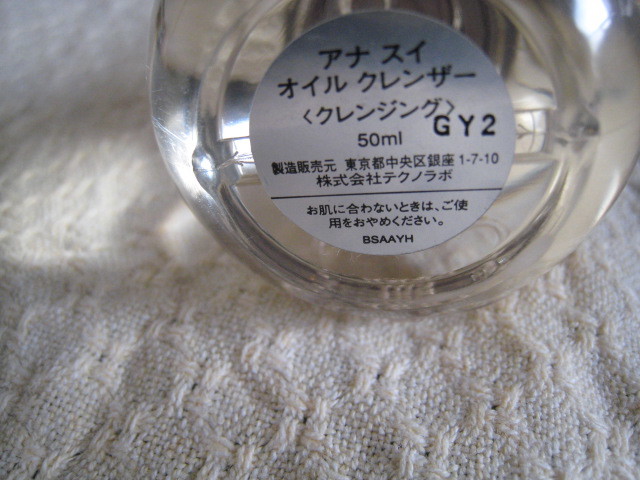 アナ スイ
オイル クレンザー
〈クレンジング〉
GY2
50ml
製造販売元 東京都中央区銀座1-7-10
株式会社テクノラボ
お肌に合わないときは、ご使
用をおやめください。
BSAAYH